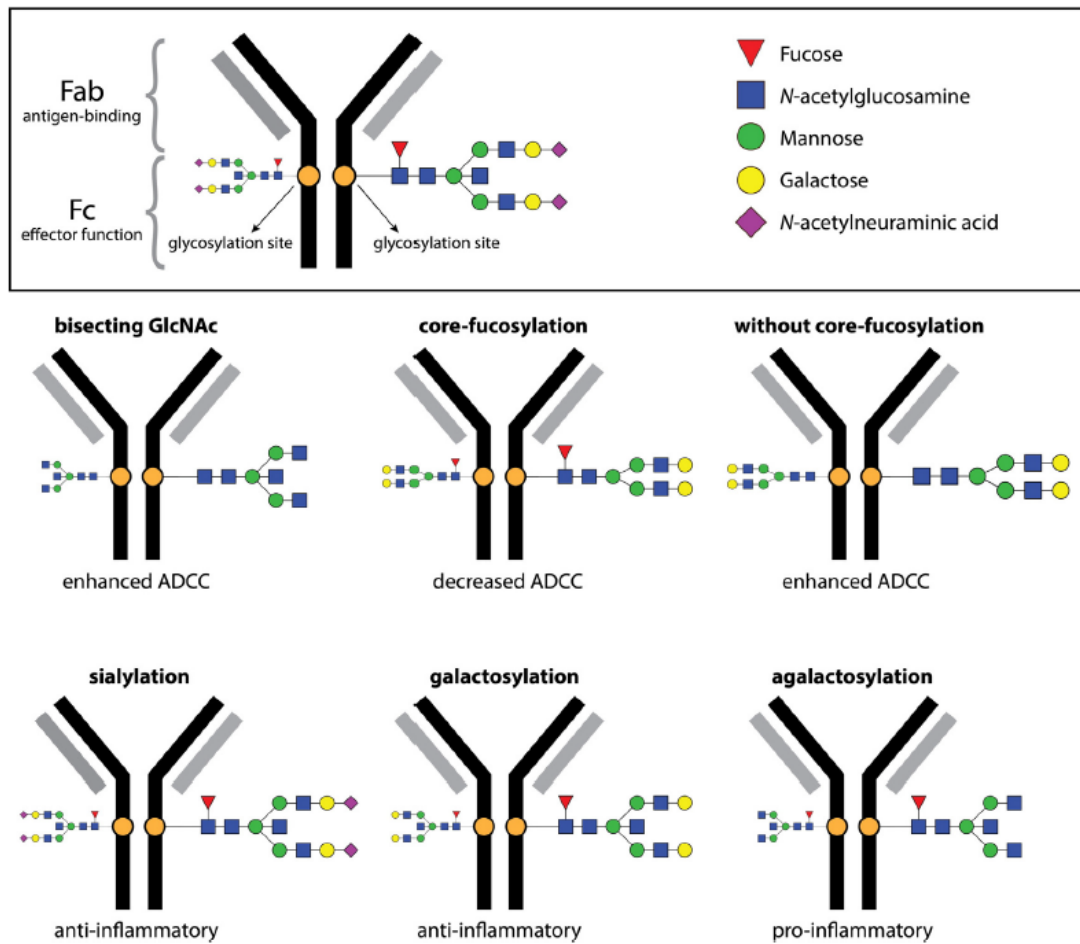 Fab
antigen-binding
Fc
effector function
glycosylation site
glycosylation site
Fucose
N-acetylglucosamine
Mannose
Galactose
N-acetylneuraminic acid
bisecting GlcNAc
core-fucosylation
without core-fucosylation
enhanced ADCC
decreased ADCC
enhanced ADCC
sialylation
galactosylation
agalactosylation
anti-inflammatory
anti-inflammatory
pro-inflammatory